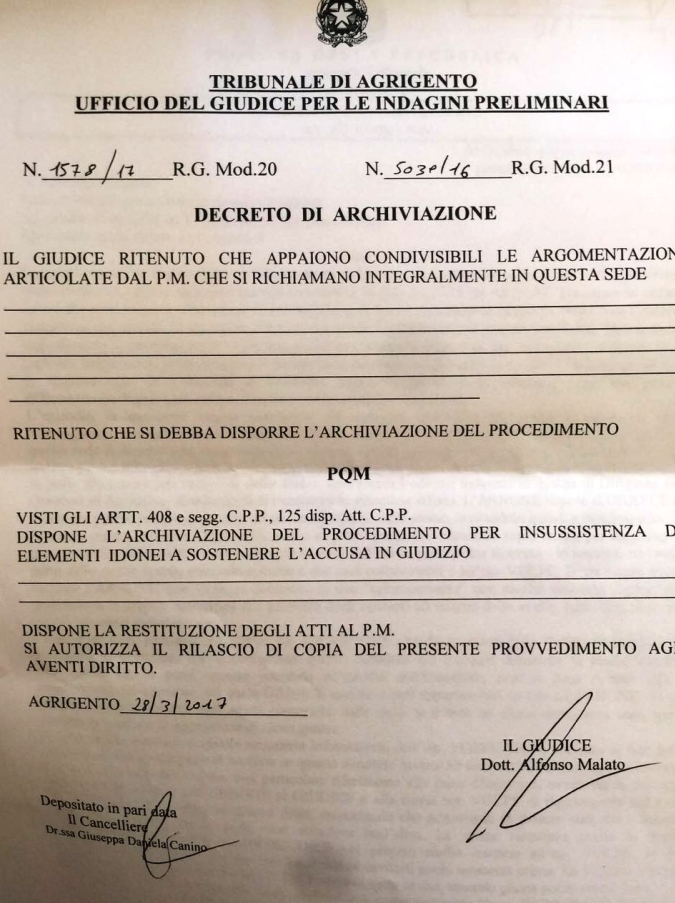 TRIBUNALE DI AGRIGENTO
UFFICIO DEL GIUDICE PER LE INDAGINI PRELIMINARI
N. 1578/17 R.G. Mod.20 N. 5030/16 R.G. Mod.21
DECRETO DI ARCHIVIAZIONE
IL GIUDICE RITENUTO CHE APPAIONO CONDIVISIBILI LE ARGOMENTAZION
ARTICOLATE DAL P.M. CHE SI RICHIAMANO INTEGRALMENTE IN QUESTA SEDE
RITENUTO CHE SI DEBBA DISPORRE L’ARCHIVIAZIONE DEL PROCEDIMENTO
PQM
VISTI GLI ARTT. 408 e segg. C.P.P., 125 disp. Att. C.P.P.
DISPONE L’ARCHIVIAZIONE DEL PROCEDIMENTO PER INSUSSISTENZA D
ELEMENTI IDONEI A SOSTENERE L’ACCUSA IN GIUDIZIO
DISPONE LA RESTITUZIONE DEGLI ATTI AL P.M.
SI AUTORIZZA IL RILASCIO DI COPIA DEL PRESENTE PROVVEDIMENTO AG
AVENTI DIRITTO.
AGRIGENTO 28/3/2017
IL GIUDICE
Dott. Alfonso Malato
Depositato in pari data
Il Cancelliere
Dr.ssa Giuseppa Daniela Canino